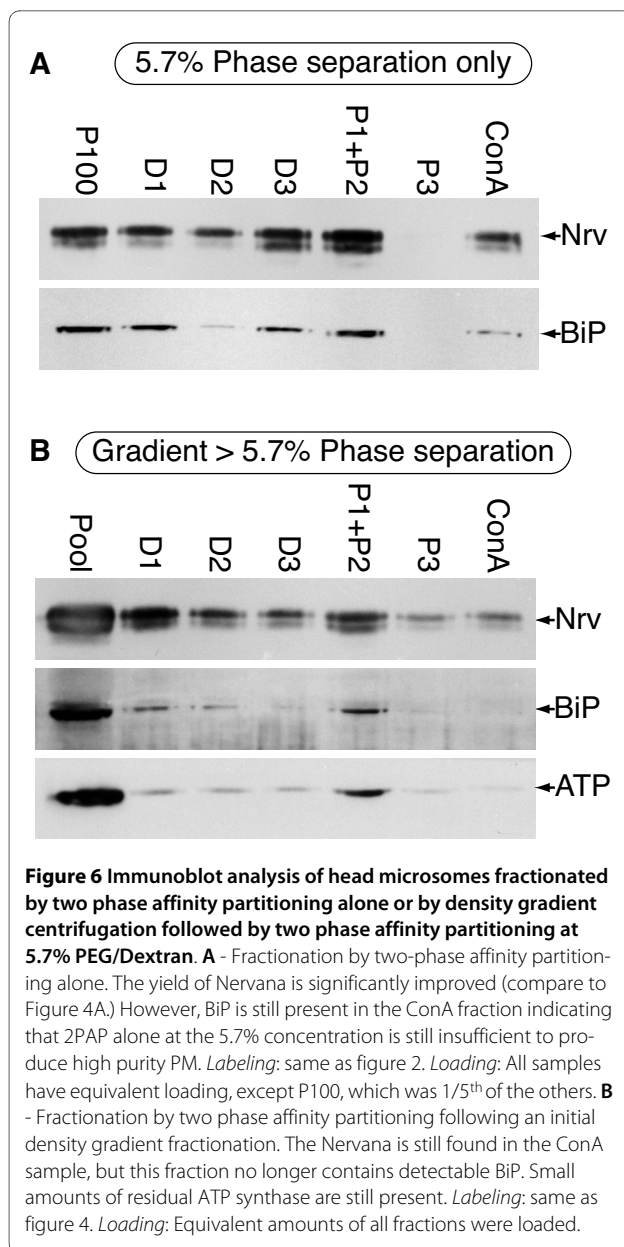 A 5.7% Phase separation only
P100 D1 D2 D3 P1+P2 P3 ConA
Nrv
BiP
B Gradient > 5.7% Phase separation
Pool D1 D2 D3 P1+P2 P3 ConA
Nrv
BiP
ATP
Figure 6 Immunoblot analysis of head microsomes fractionated
by two phase affinity partitioning alone or by density gradient
centrifugation followed by two phase affinity partitioning at
5.7% PEG/Dextran. A - Fractionation by two-phase affinity partition-
ing alone. The yield of Nervana is significantly improved (compare to
Figure 4A.) However, BiP is still present in the ConA fraction indicating
that 2PAP alone at the 5.7% concentration is still insufficient to pro-
duce high purity PM. Labeling: same as figure 2. Loading: All samples
have equivalent loading, except P100, which was 1/5th of the others. B
- Fractionation by two phase affinity partitioning following an initial
density gradient fractionation. The Nervana is still found in the ConA
sample, but this fraction no longer contains detectable BiP. Small
amounts of residual ATP synthase are still present. Labeling: same as
figure 4. Loading: Equivalent amounts of all fractions were loaded.